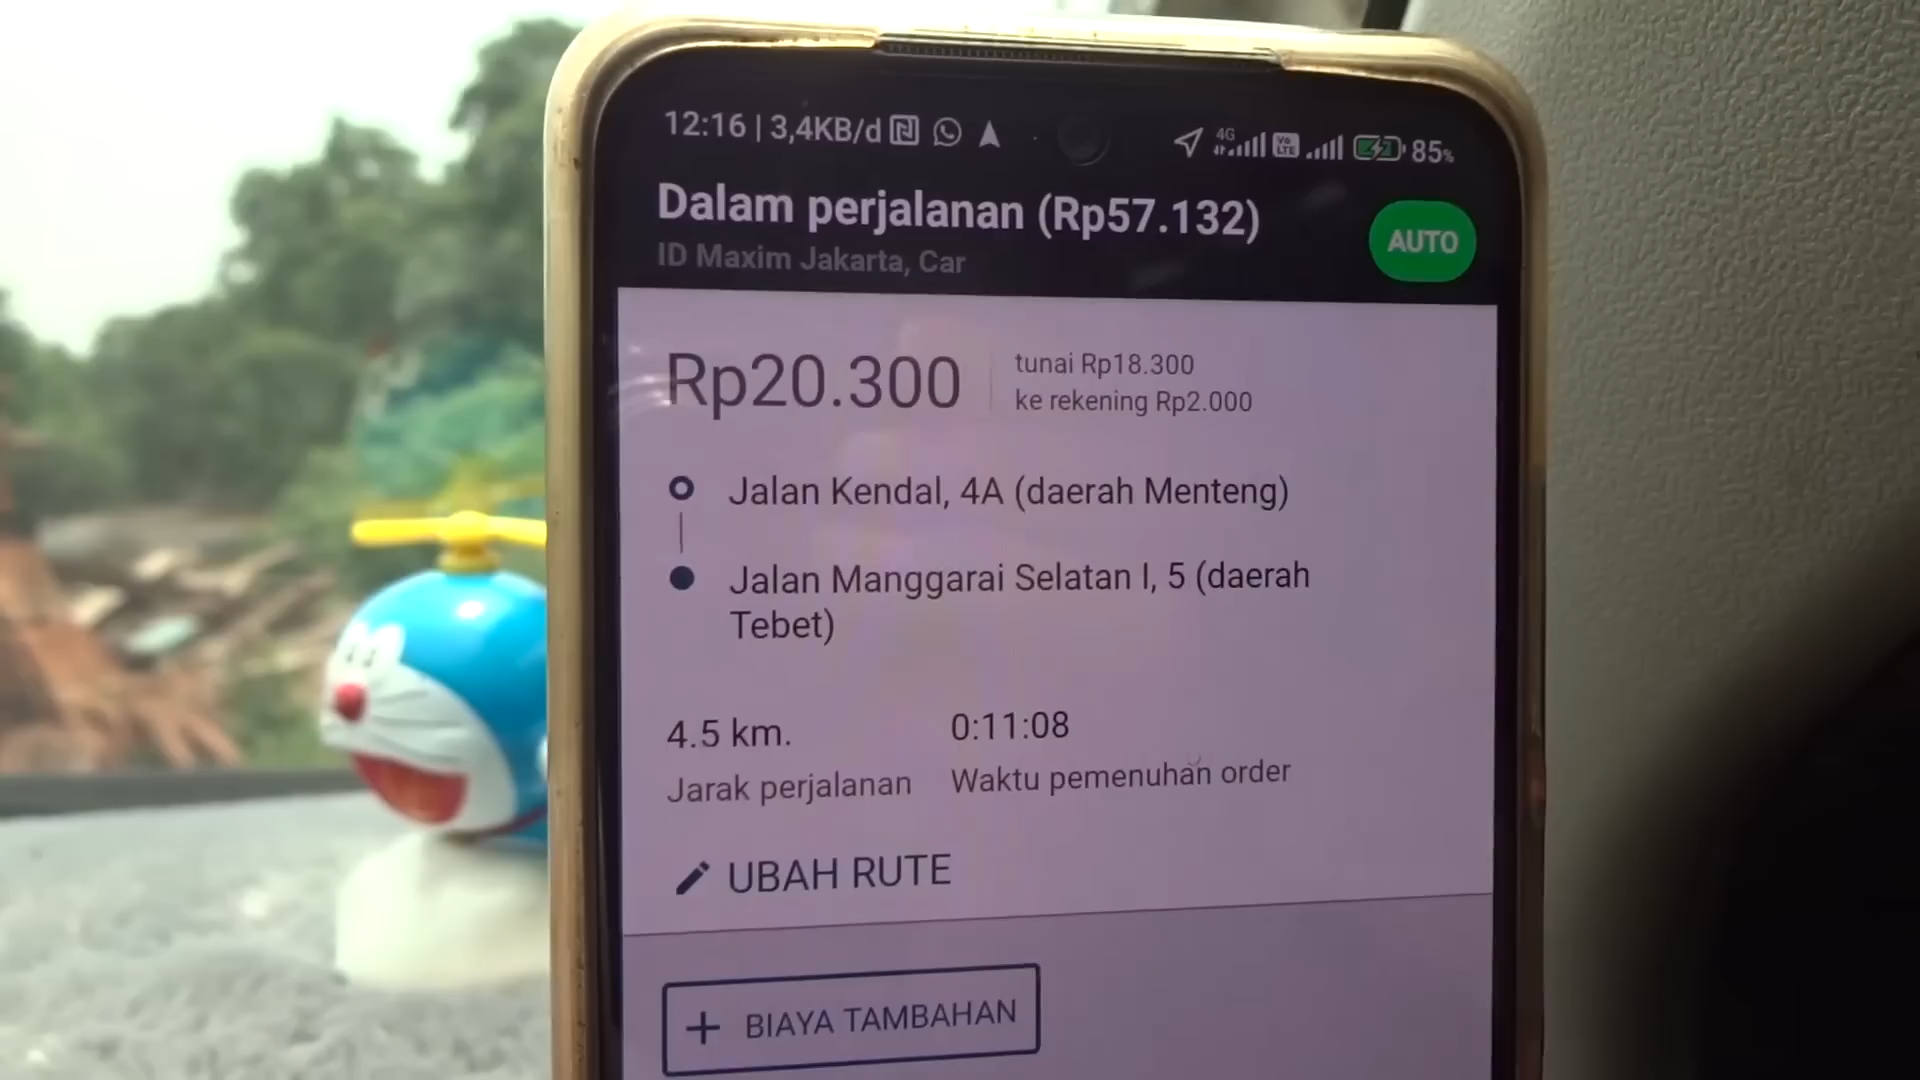 12:16 | 3,4KB/d
4G
Vo LTE
85%
Dalam perjalanan (Rp57.132)
ID Maxim Jakarta, Car
AUTO
Rp20.300
tunai Rp18.300
ke rekening Rp2.000
Jalan Kendal, 4A (daerah Menteng)
Jalan Manggarai Selatan I, 5 (daerah
Tebet)
4.5 km.
0:11:08
Jarak perjalanan
Waktu pemenuhan order
UBAH RUTE
+ BIAYA TAMBAHAN